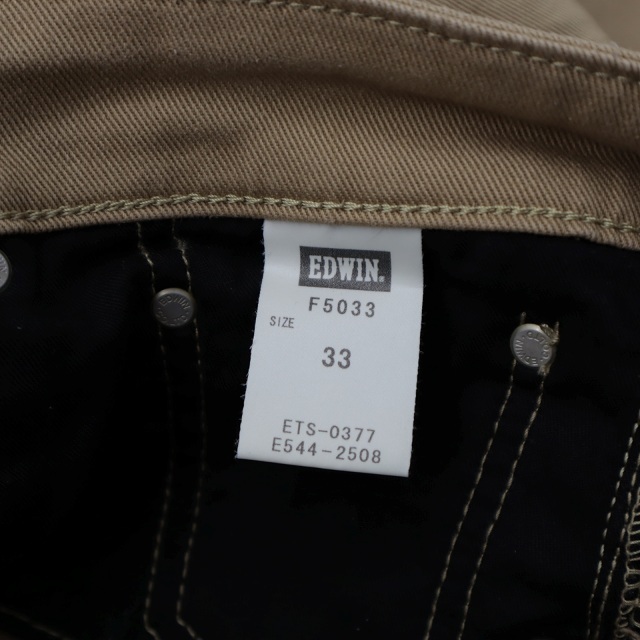 EDWIN.
F5033
SIZE
33
ETS-0377
E544-2508